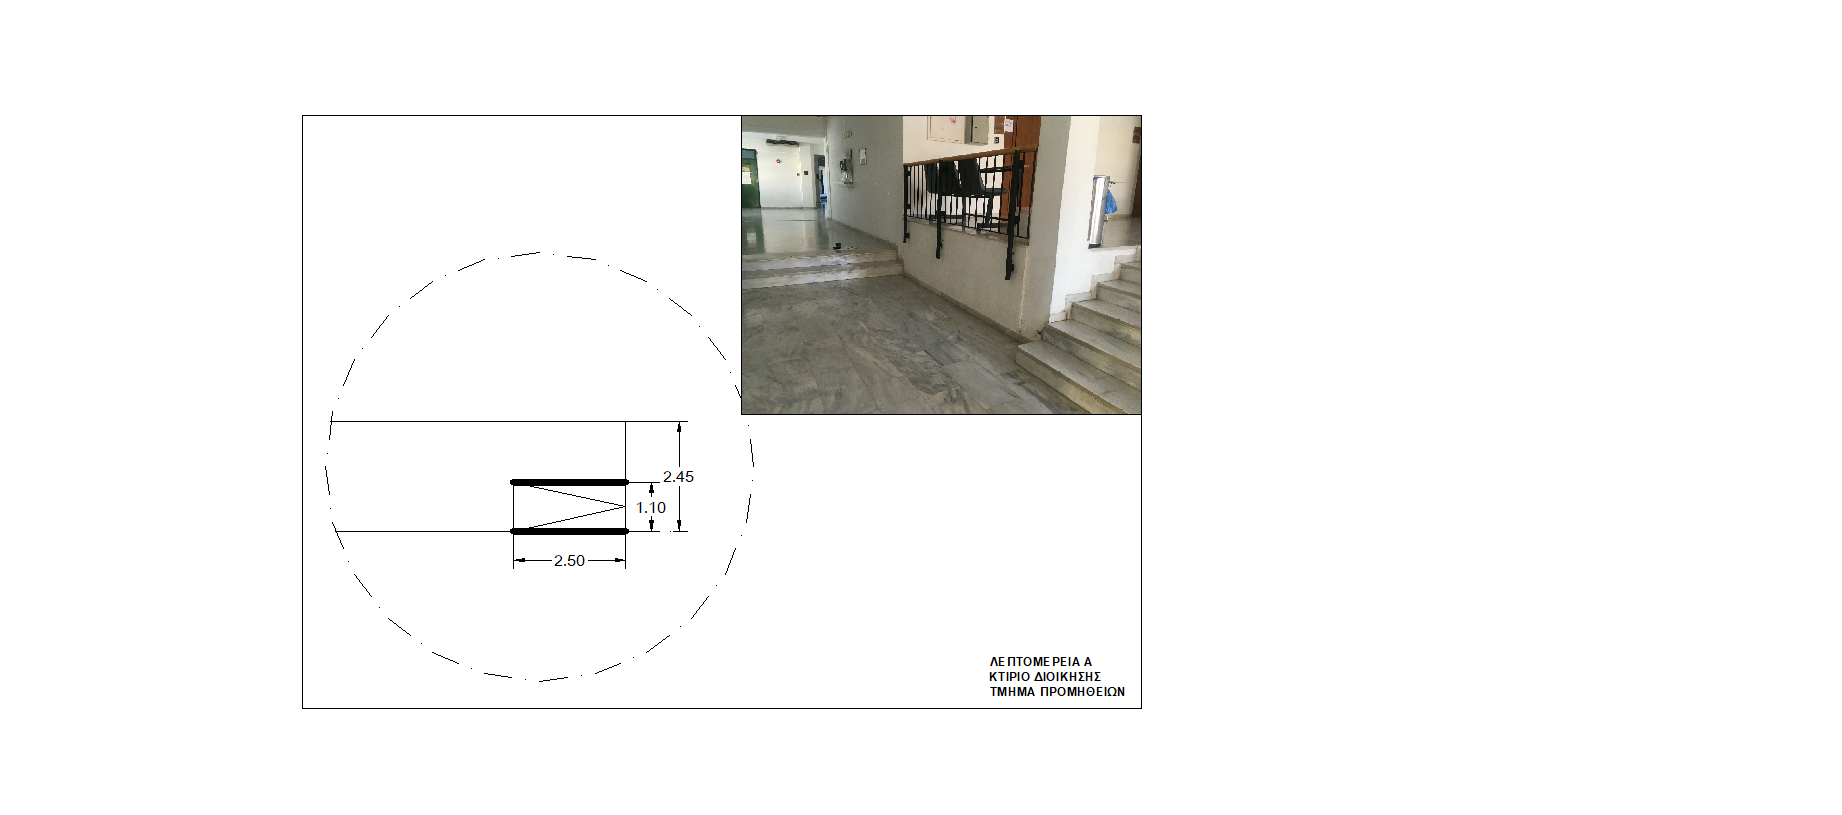 2.45
1.10
2.50
ΛΕΠΤΟΜΕΡΕΙΑ Α
ΚΤΙΡΙΟ ΔΙΟΙΚΗΣΗΣ
ΤΜΗΜΑ ΠΡΟΜΗΘΕΙΩΝ